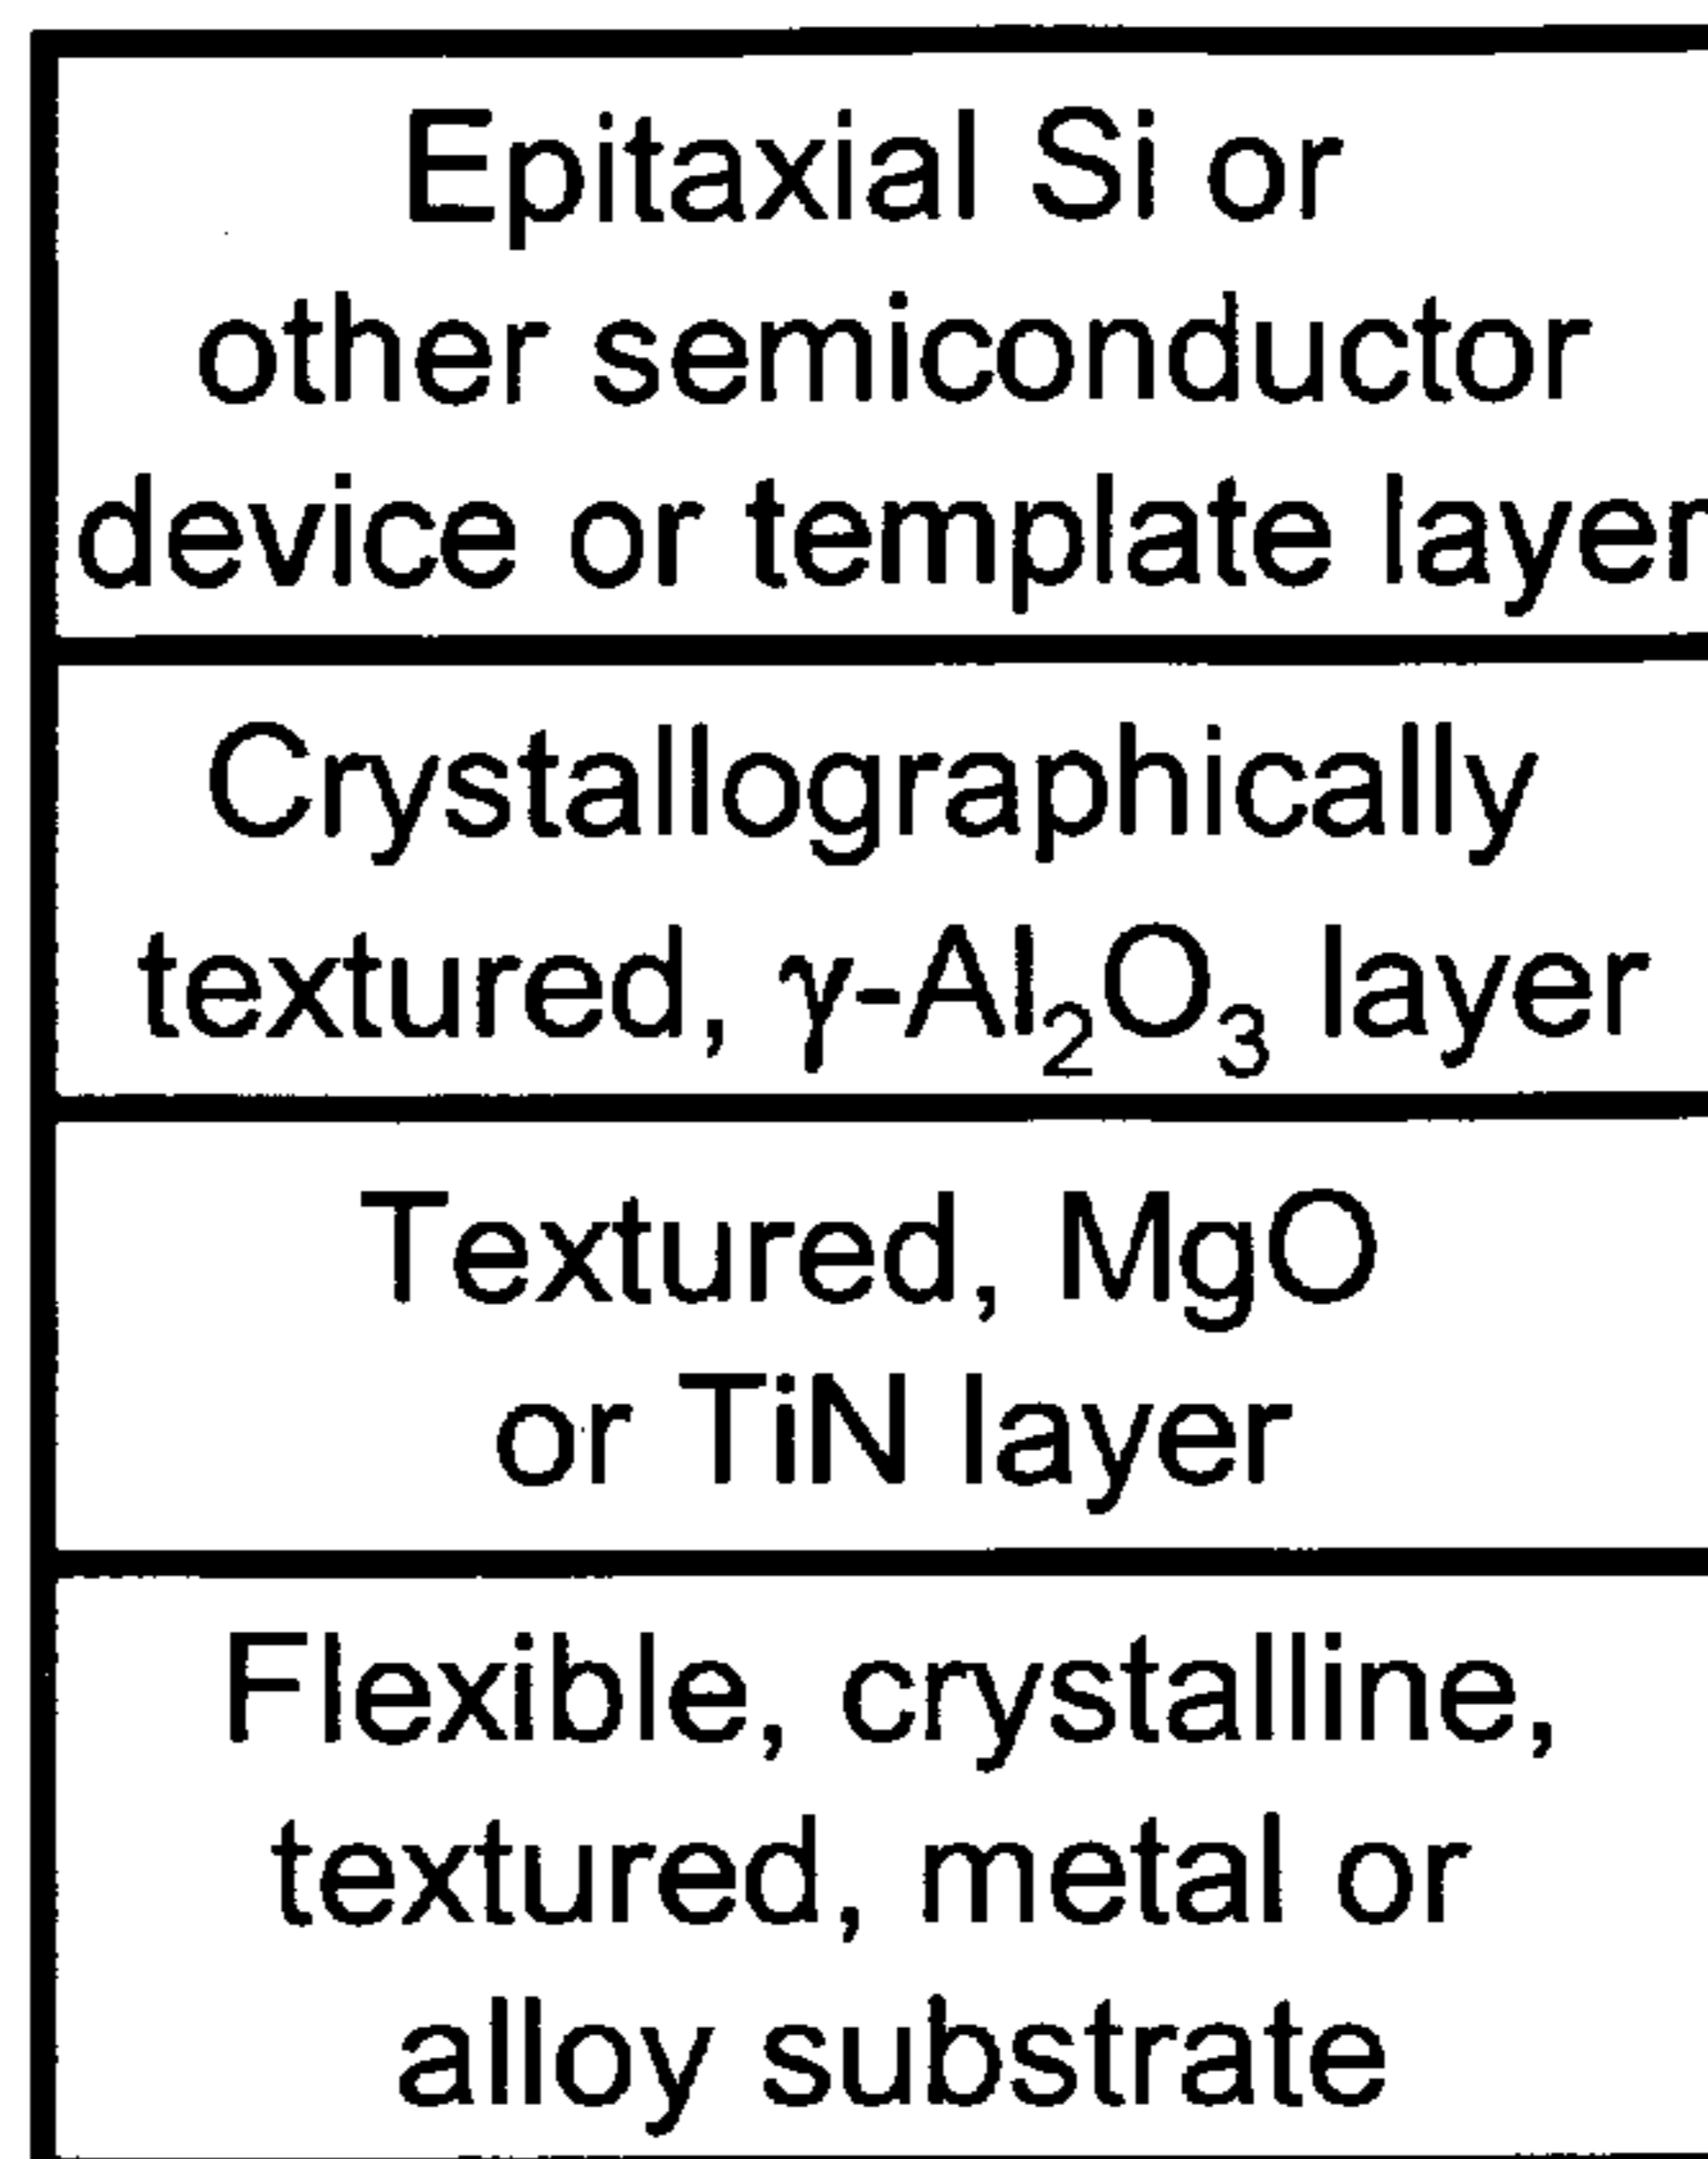 Epitaxial Si or
other semiconductor
device or template layer
Crystallographically
textured, γ-Al₂O₃ layer
Textured, MgO
or TiN layer
Flexible, crystalline,
textured, metal or
alloy substrate